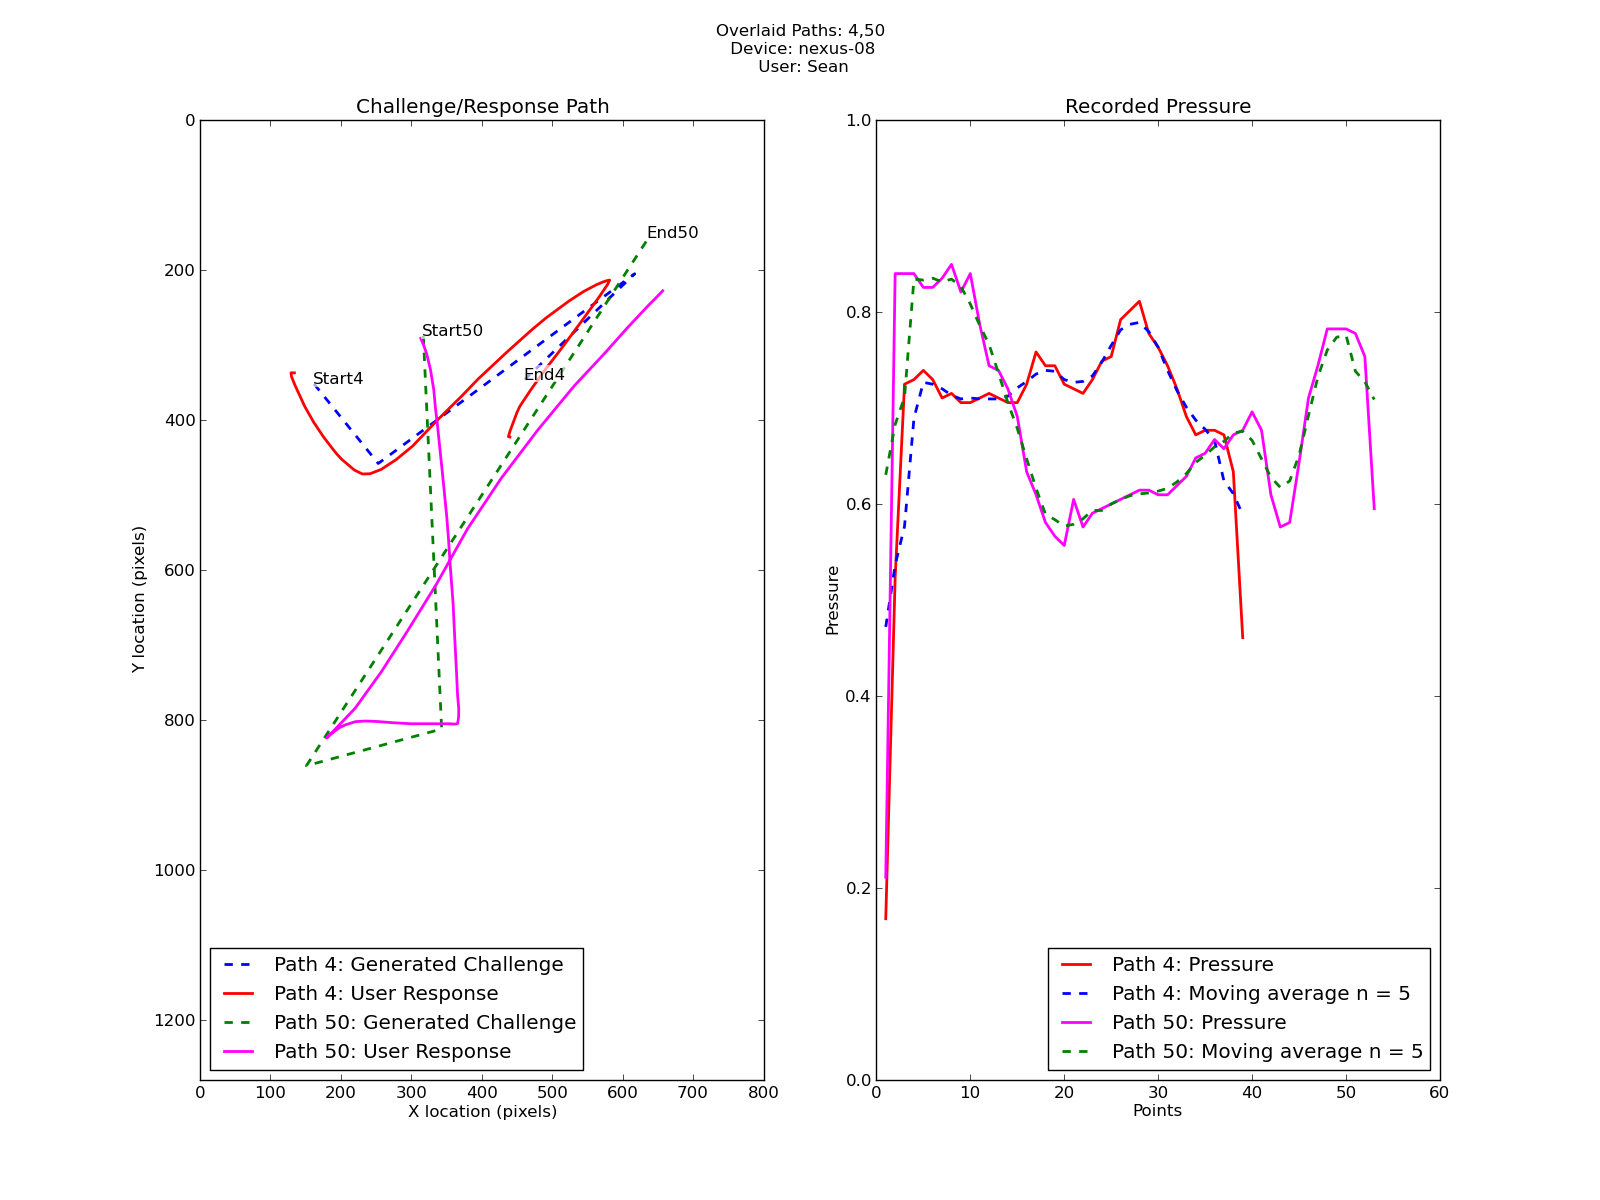 Overlaid Paths: 4,50
Device: nexus-08
User: Sean
Challenge/Response Path
0
200
400
600
800
1000
1200
Y location (pixels)
Start4
Start50
End4
End50
Path 4: Generated Challenge
Path 4: User Response
Path 50: Generated Challenge
Path 50: User Response
0 100 200 300 400 500 600 700 800
X location (pixels)
Recorded Pressure
1.0
0.8
0.6
0.4
0.2
0.0
Pressure
Path 4: Pressure
Path 4: Moving average n = 5
Path 50: Pressure
Path 50: Moving average n = 5
0 10 20 30 40 50 60
Points